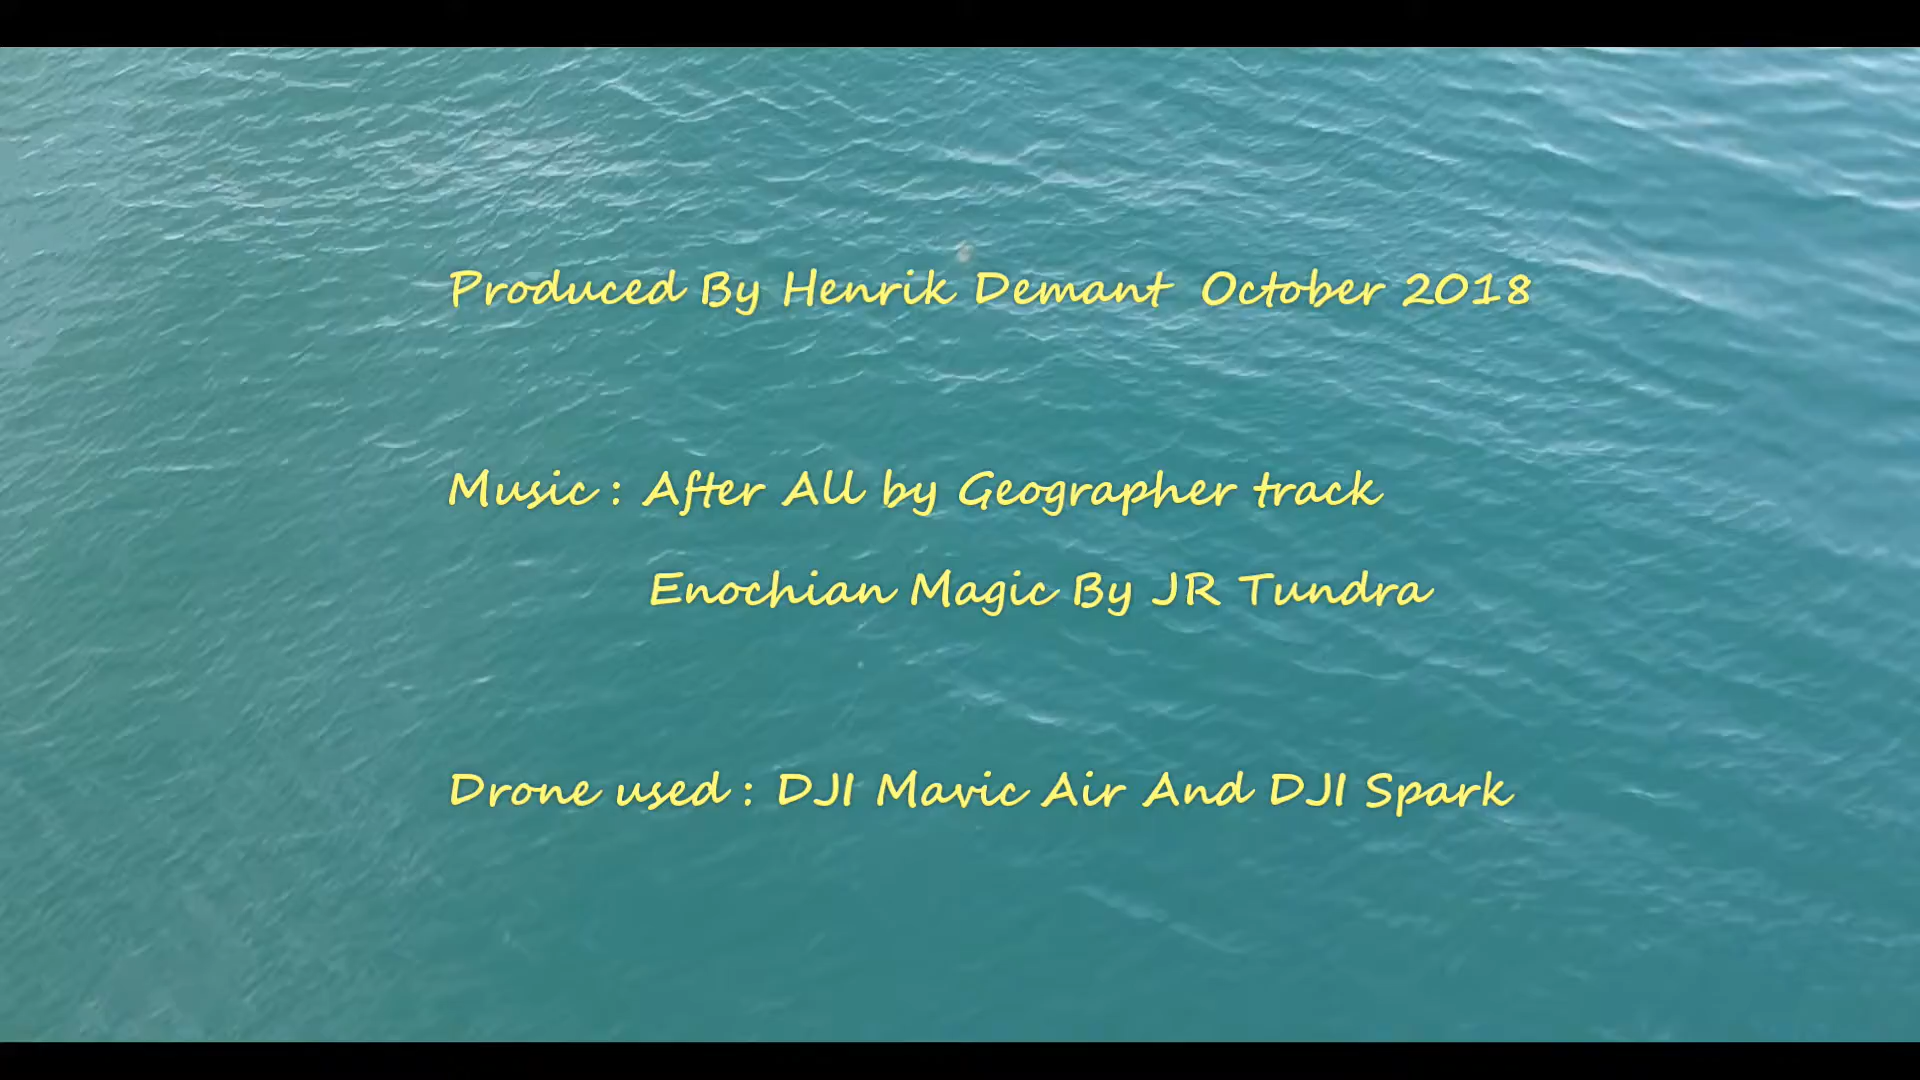 Produced By Henrik Demant October 2018
Music : After All by Geographer track
Enochian Magic By JR Tundra
Drone used : DJI Mavic Air And DJI Spark